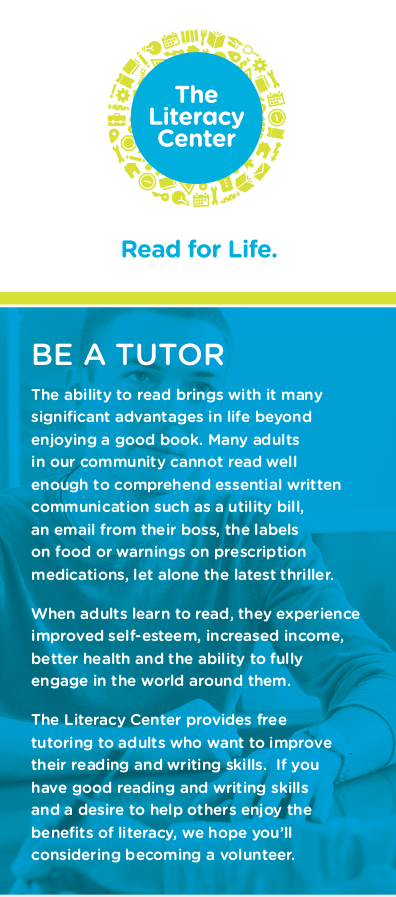 The
Literacy
Center
Read for Life.
BE A TUTOR
The ability to read brings with it many
significant advantages in life beyond
enjoying a good book. Many adults
in our community cannot read well
enough to comprehend essential written
communication such as a utility bill,
an email from their boss, the labels
on food or warnings on prescription
medications, let alone the latest thriller.
When adults learn to read, they experience
improved self-esteem, increased income,
better health and the ability to fully
engage in the world around them.
The Literacy Center provides free
tutoring to adults who want to improve
their reading and writing skills.  If you
have good reading and writing skills
and a desire to help others enjoy the
benefits of literacy, we hope you’ll
considering becoming a volunteer.